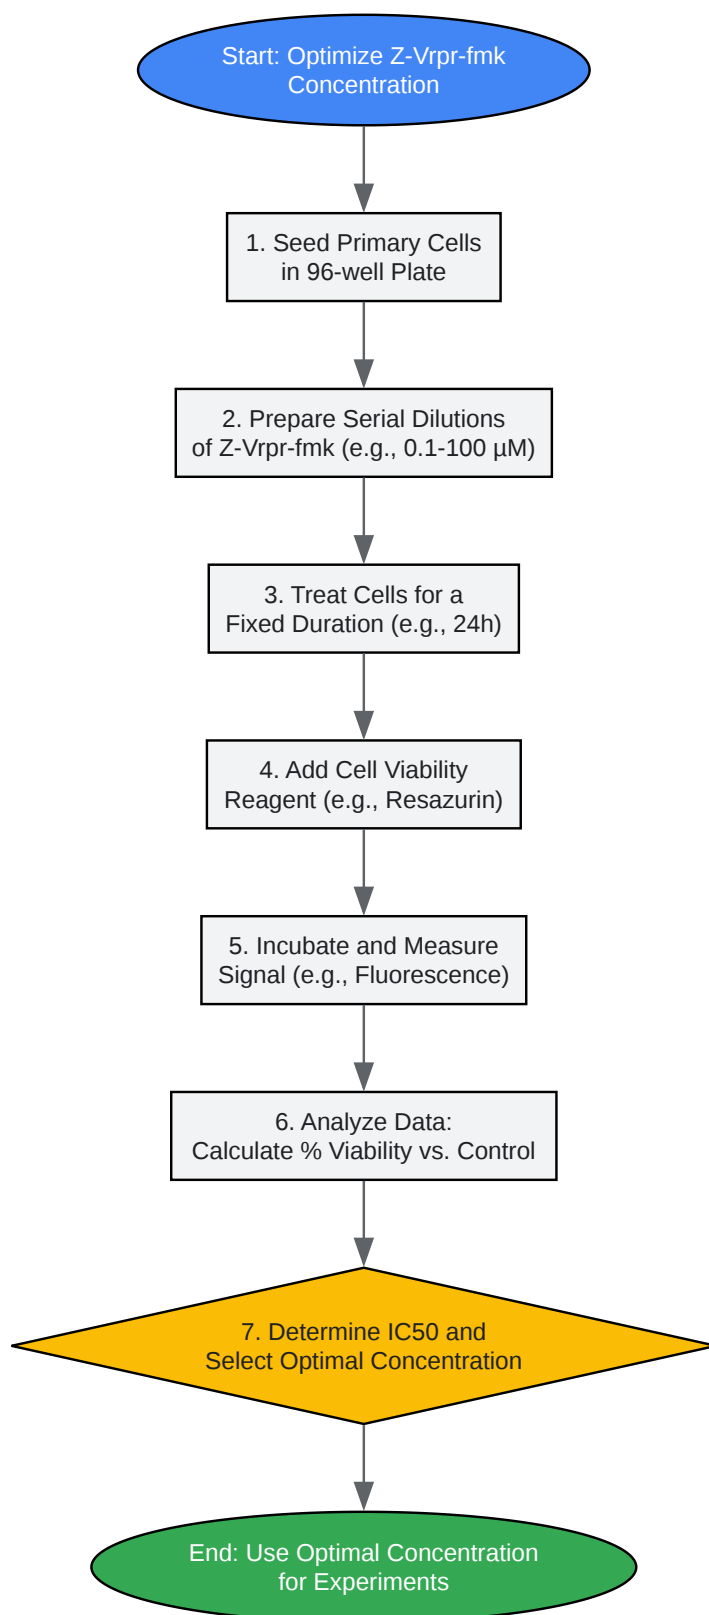 Start: Optimize Z-Vrpr-fmk
Concentration
1. Seed Primary Cells
in 96-well Plate
2. Prepare Serial Dilutions
of Z-Vrpr-fmk (e.g., 0.1-100 µM)
3. Treat Cells for a
Fixed Duration (e.g., 24h)
4. Add Cell Viability
Reagent (e.g., Resazurin)
5. Incubate and Measure
Signal (e.g., Fluorescence)
6. Analyze Data:
Calculate % Viability vs. Control
7. Determine IC50 and
Select Optimal Concentration
End: Use Optimal Concentration
for Experiments